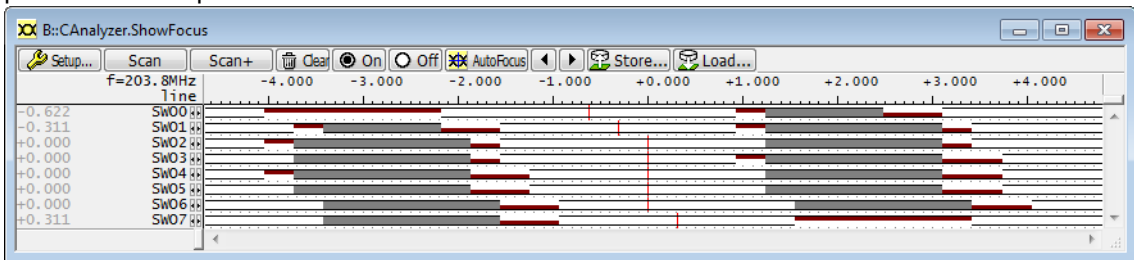 B::CAnalyzer.ShowFocus
Setup... Scan Scan+ Clear On Off AutoFocus Store... Load...
f=203.8MHz -4.000 -3.000 -2.000 -1.000 +0.000 +1.000 +2.000 +3.000 +4.000
line
-0.622 SW00
-0.311 SW01
+0.000 SW02
+0.000 SW03
+0.000 SW04
+0.000 SW05
+0.000 SW06
+0.311 SW07